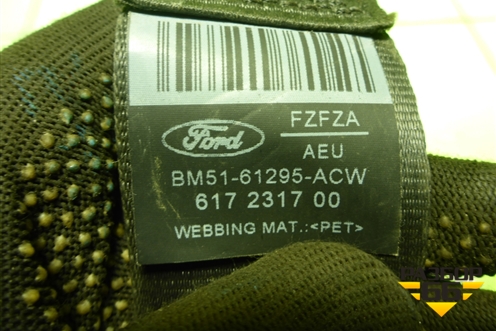 Ford
FZFZA
AEU
BM51-61295-ACW
617 2317 00
WEBBING MAT.:<PET>